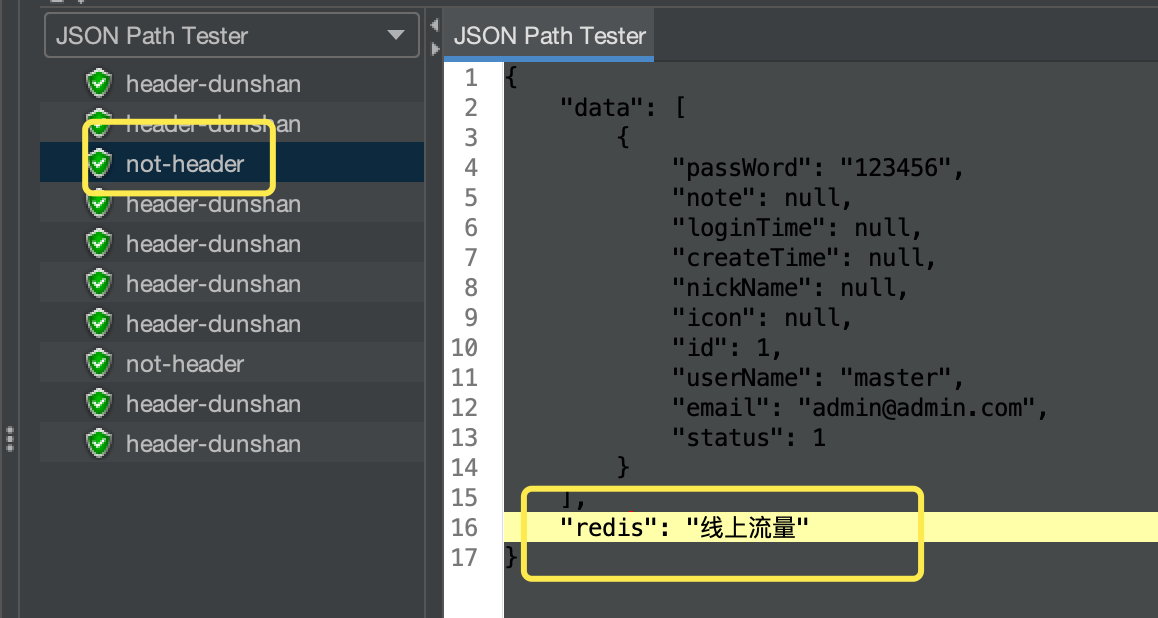 JSON Path Tester
header-dunshan
header-dunshan
not-header
header-dunshan
header-dunshan
header-dunshan
header-dunshan
not-header
header-dunshan
header-dunshan
JSON Path Tester
1 {
2 "data": [
3 {
4 "passWord": "123456",
5 "note": null,
6 "loginTime": null,
7 "createTime": null,
8 "nickName": null,
9 "icon": null,
10 "id": 1,
11 "userName": "master",
12 "email": "admin@admin.com",
13 "status": 1
14 }
15 ],
16 "redis": "线上流量"
17 }